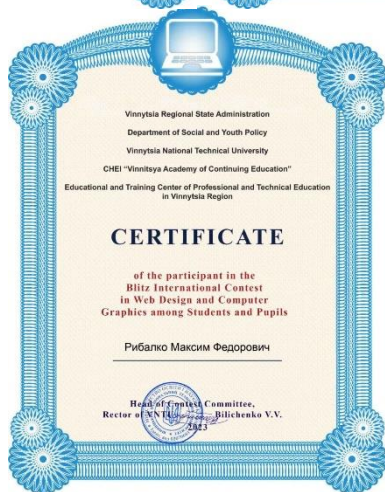 Vinnytsia Regional State Administration
Department of Social and Youth Policy
Vinnytsia National Technical University
CHEI "Vinnitsya Academy of Continuing Education"
Educational and Training Center of Professional and Technical Education
in Vinnytsia Region
CERTIFICATE
of the participant in the
Blitz International Contest
in Web Design and Computer
Graphics among Students and Pupils
Рибалко Максим Федорович
Head of Contest Committee,
Rector of VNTU Bilichenko V.V.
2023